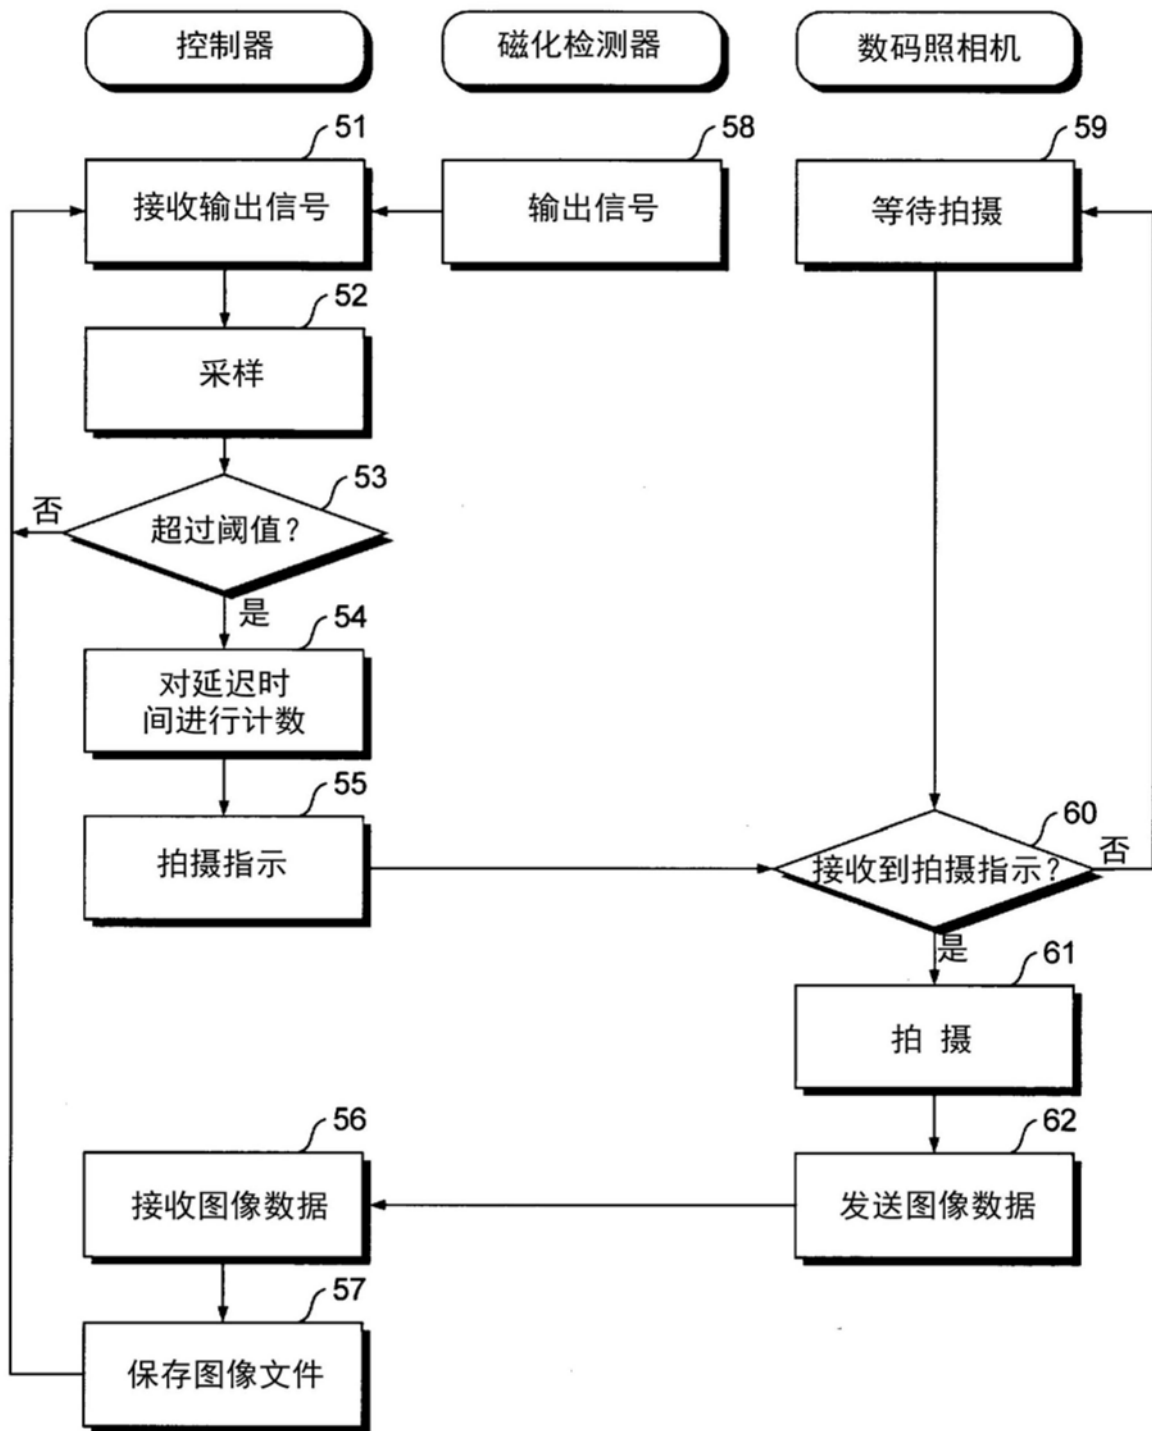 控制器
磁化检测器
数码照相机
51
58
59
接收输出信号
输出信号
等待拍摄
52
采样
53
否
超过阈值？
是
54
对延迟时
间进行计数
55
60
拍摄指示
接收到拍摄指示？
否
是
61
拍 摄
56
62
接收图像数据
发送图像数据
57
保存图像文件